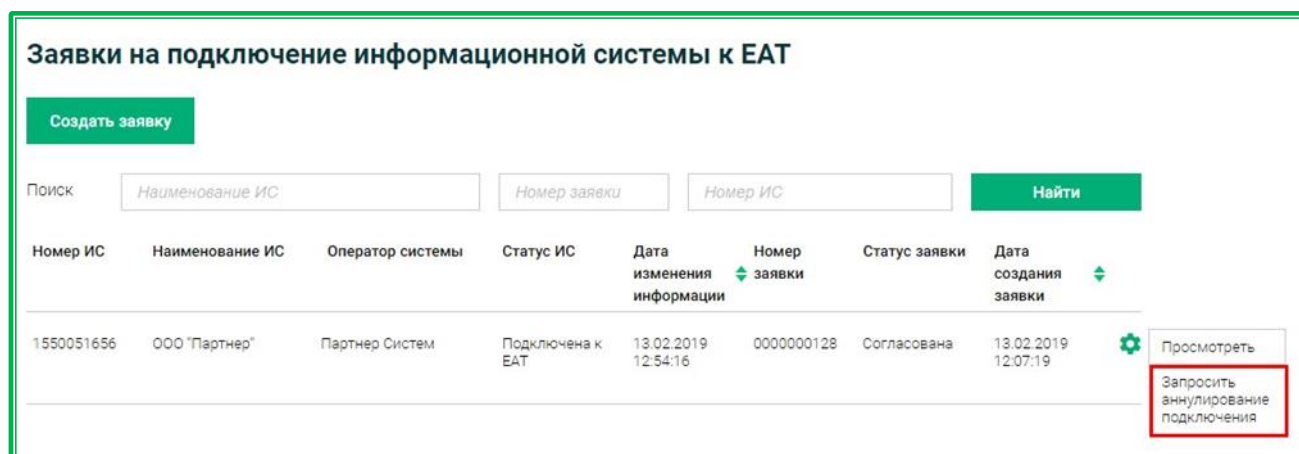 Заявки на подключение информационной системы к ЕАТ
Создать заявку
Поиск Наименование ИС Номер заявки Номер ИС Найти
Номер ИС Наименование ИС Оператор системы Статус ИС Дата изменения информации Номер заявки Статус заявки Дата создания заявки
1550051656 ООО "Партнер" Партнер Систем Подключена к ЕАТ 13.02.2019 12:54:16 0000000128 Согласована 13.02.2019 12:07:19
Просмотреть
Запросить
аннулирование
подключения